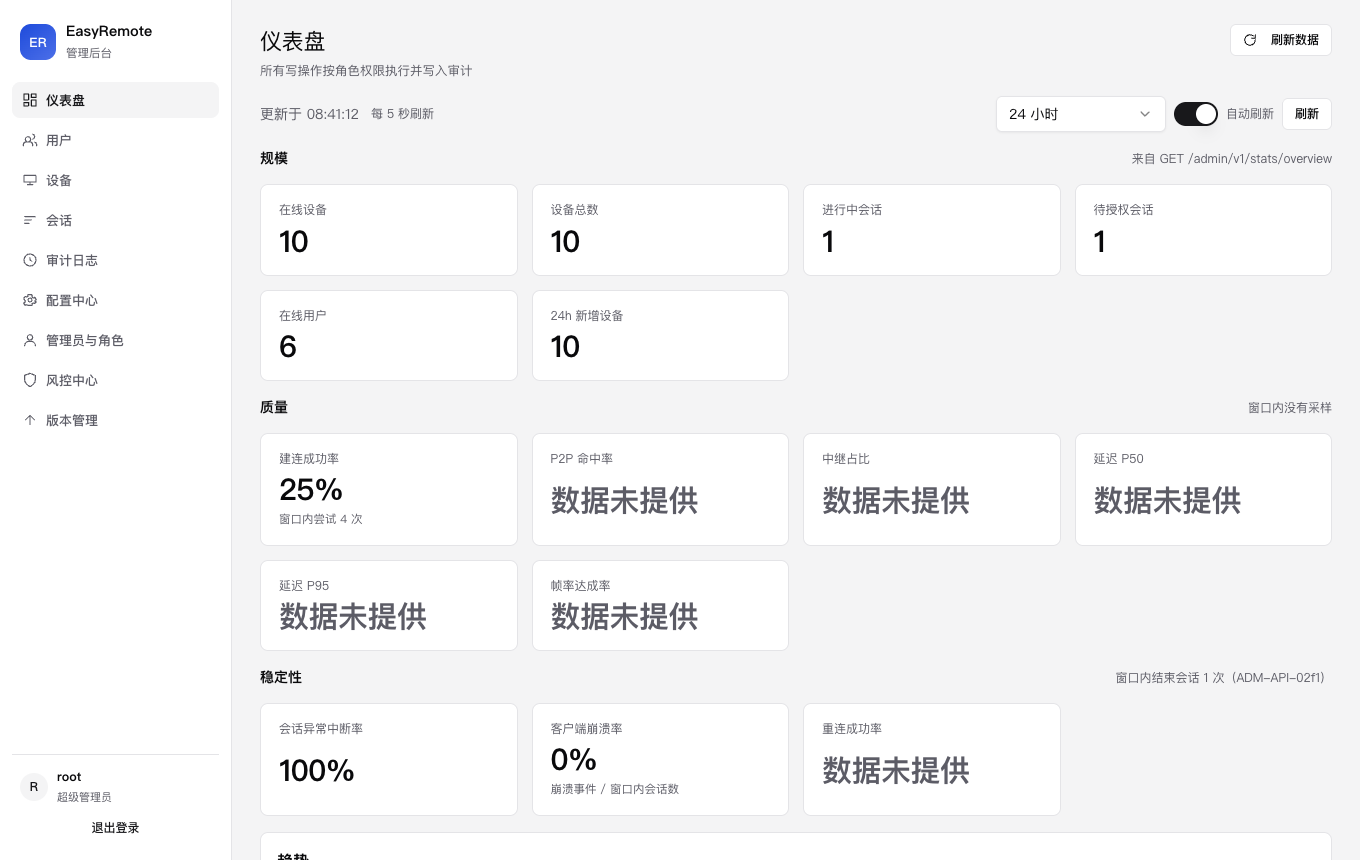 ER
EasyRemote
管理后台
仪表盘
用户
设备
会话
审计日志
配置中心
管理员与角色
风控中心
版本管理
R
root
超级管理员
退出登录
仪表盘
刷新数据
所有写操作按角色权限执行并写入审计
更新于 08:41:12 每 5 秒刷新
24 小时
自动刷新
刷新
规模
来自 GET /admin/v1/stats/overview
在线设备
10
设备总数
10
进行中会话
1
待授权会话
1
在线用户
6
24h 新增设备
10
质量
窗口内没有采样
建连成功率
25%
窗口内尝试 4 次
P2P 命中率
数据未提供
中继占比
数据未提供
延迟 P50
数据未提供
延迟 P95
数据未提供
帧率达成率
数据未提供
稳定性
窗口内结束会话 1 次（ADM-API-02f1）
会话异常中断率
100%
客户端崩溃率
0%
崩溃事件 / 窗口内会话数
重连成功率
数据未提供
趋势